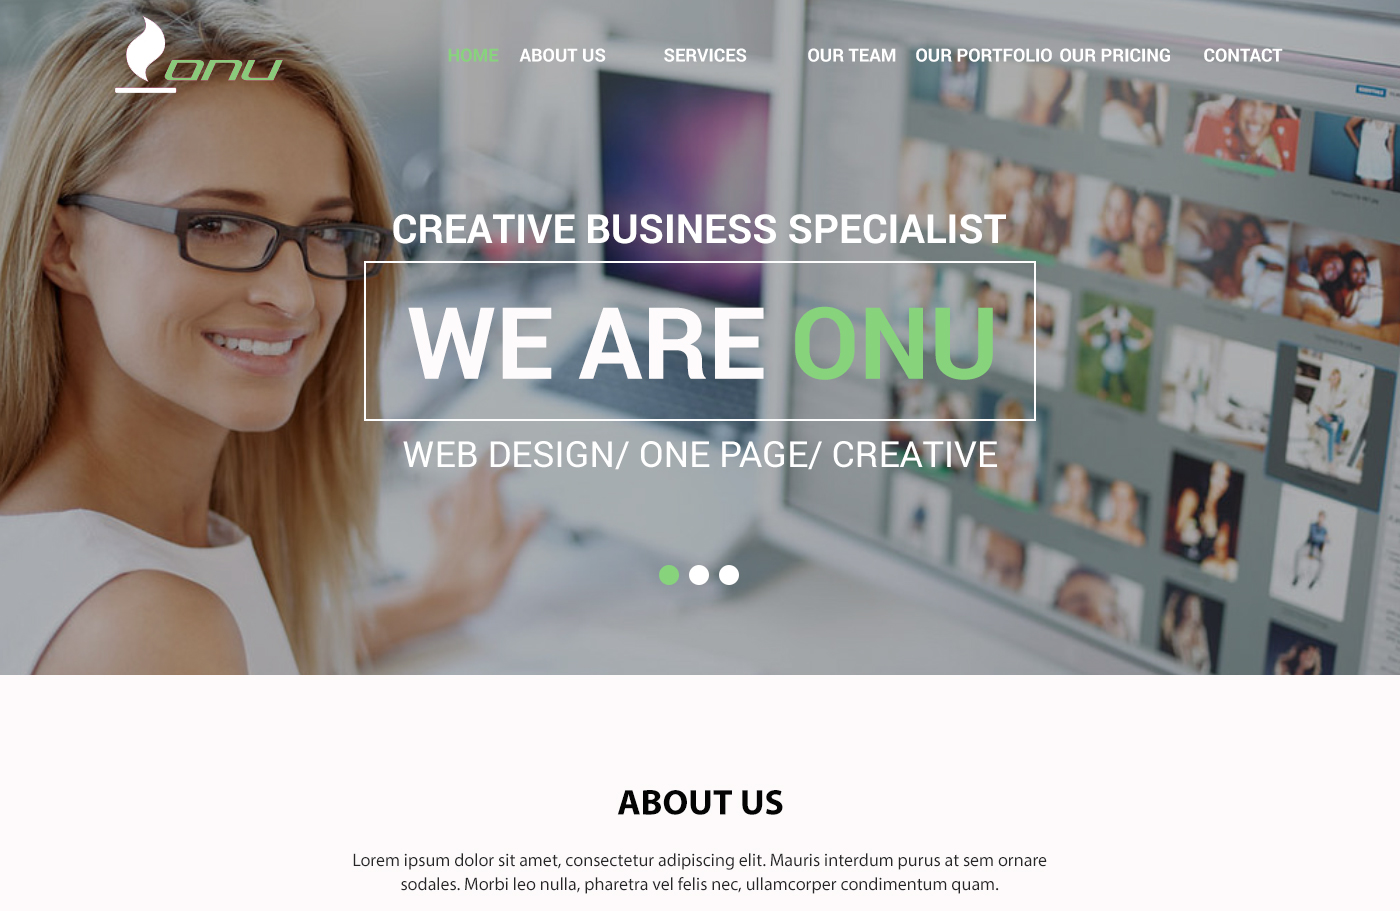 onu
HOME ABOUT US SERVICES OUR TEAM OUR PORTFOLIO OUR PRICING CONTACT
CREATIVE BUSINESS SPECIALIST
WE ARE ONU
WEB DESIGN/ ONE PAGE/ CREATIVE
ABOUT US
Lorem ipsum dolor sit amet, consectetur adipiscing elit. Mauris interdum purus at sem ornare
sodales. Morbi leo nulla, pharetra vel felis nec, ullamcorper condimentum quam.